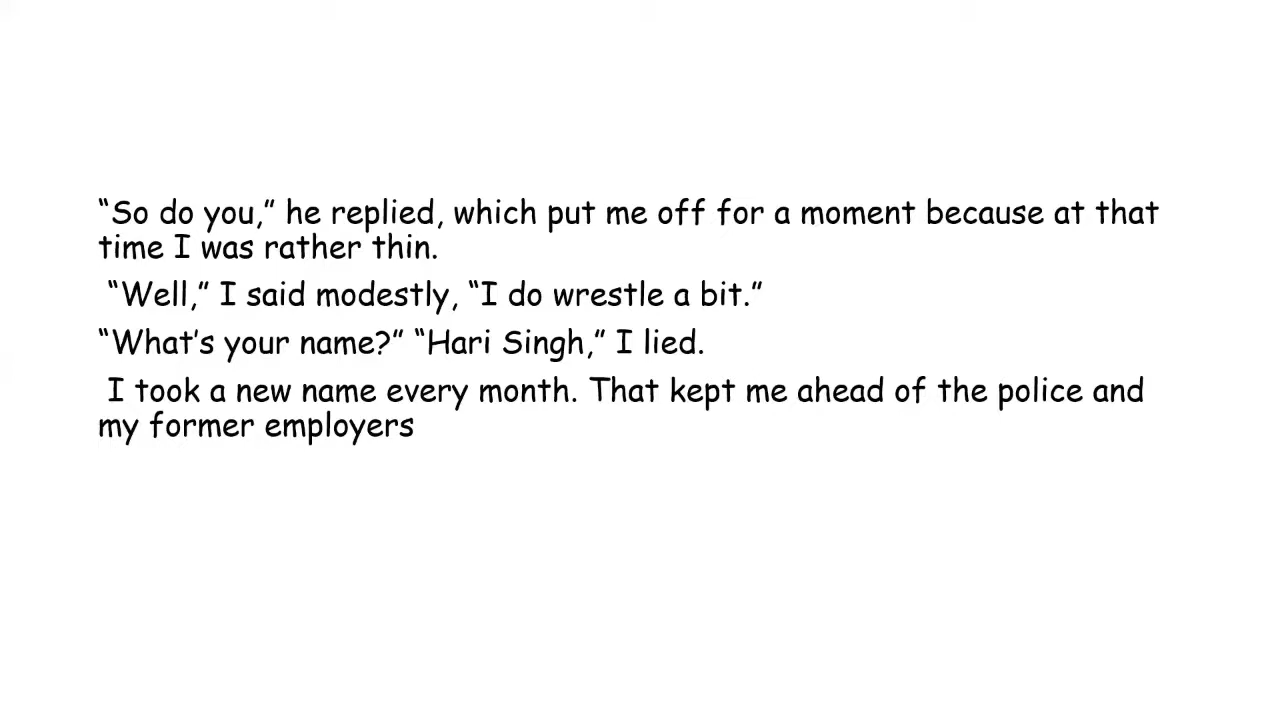 “So do you,” he replied, which put me off for a moment because at that
time I was rather thin.
“Well,” I said modestly, “I do wrestle a bit.”
“What’s your name?” “Hari Singh,” I lied.
I took a new name every month. That kept me ahead of the police and
my former employers